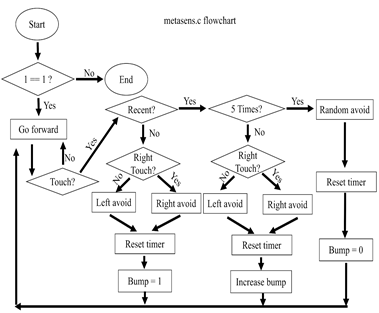 metasens.c flowchart
Start
1 == 1 ?
No
End
Yes
Go forward
No
Touch?
Yes
Recent?
Yes
5 Times?
Yes
Random avoid
No
No
Right
Touch?
Right
Touch?
No
Yes
No
Yes
Left avoid
Right avoid
Left avoid
Right avoid
Reset timer
Reset timer
Reset timer
Bump = 1
Increase bump
Bump = 0